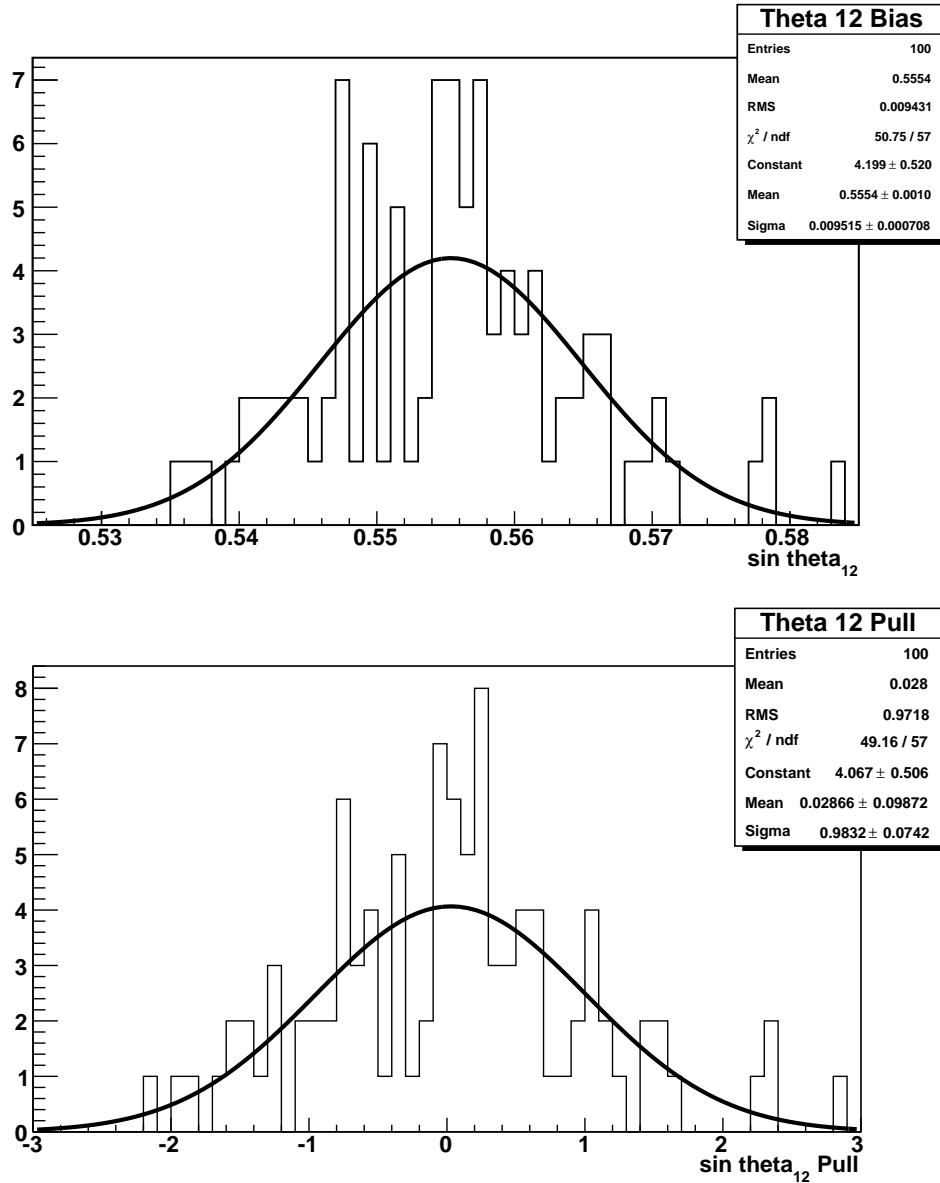 Theta 12 Bias
Entries 100
Mean 0.5554
RMS 0.009431
χ² / ndf 50.75 / 57
Constant 4.199 ± 0.520
Mean 0.5554 ± 0.0010
Sigma 0.009515 ± 0.000708
7
6
5
4
3
2
1
0
0.53 0.54 0.55 0.56 0.57 0.58
sin theta₁₂
Theta 12 Pull
Entries 100
Mean 0.028
RMS 0.9718
χ² / ndf 49.16 / 57
Constant 4.067 ± 0.506
Mean 0.02866 ± 0.09872
Sigma 0.9832 ± 0.0742
8
7
6
5
4
3
2
1
0
-3 -2 -1 0 1 2 3
sin theta₁₂ Pull